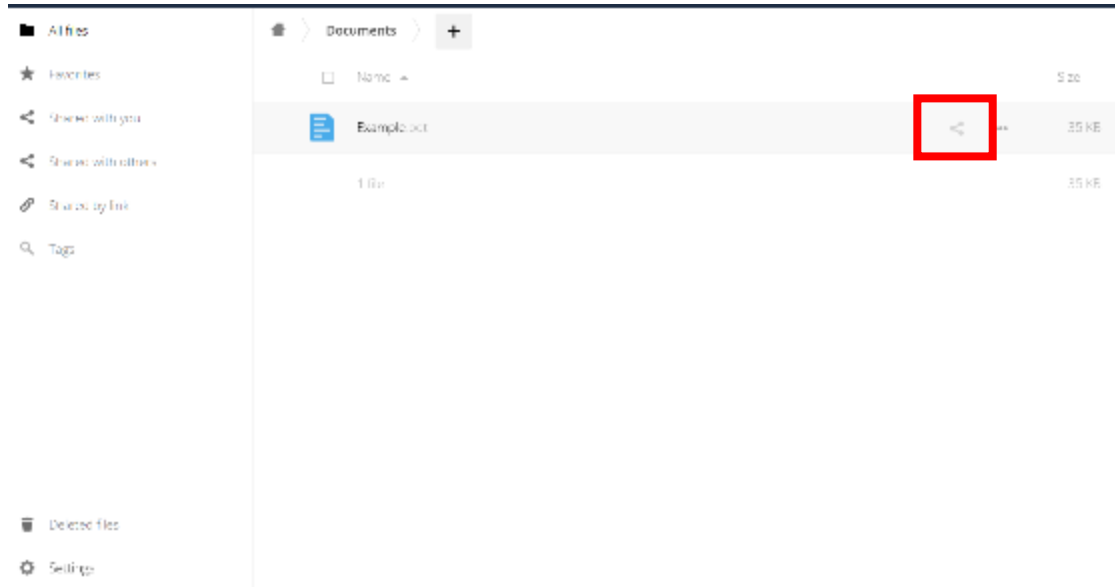 All files
Favorites
Shared with you
Shared with others
Shared by link
Tags
Deleted files
Settings
Documents
+
Name
Size
Example.odt
35 KB
1 file
35 KB